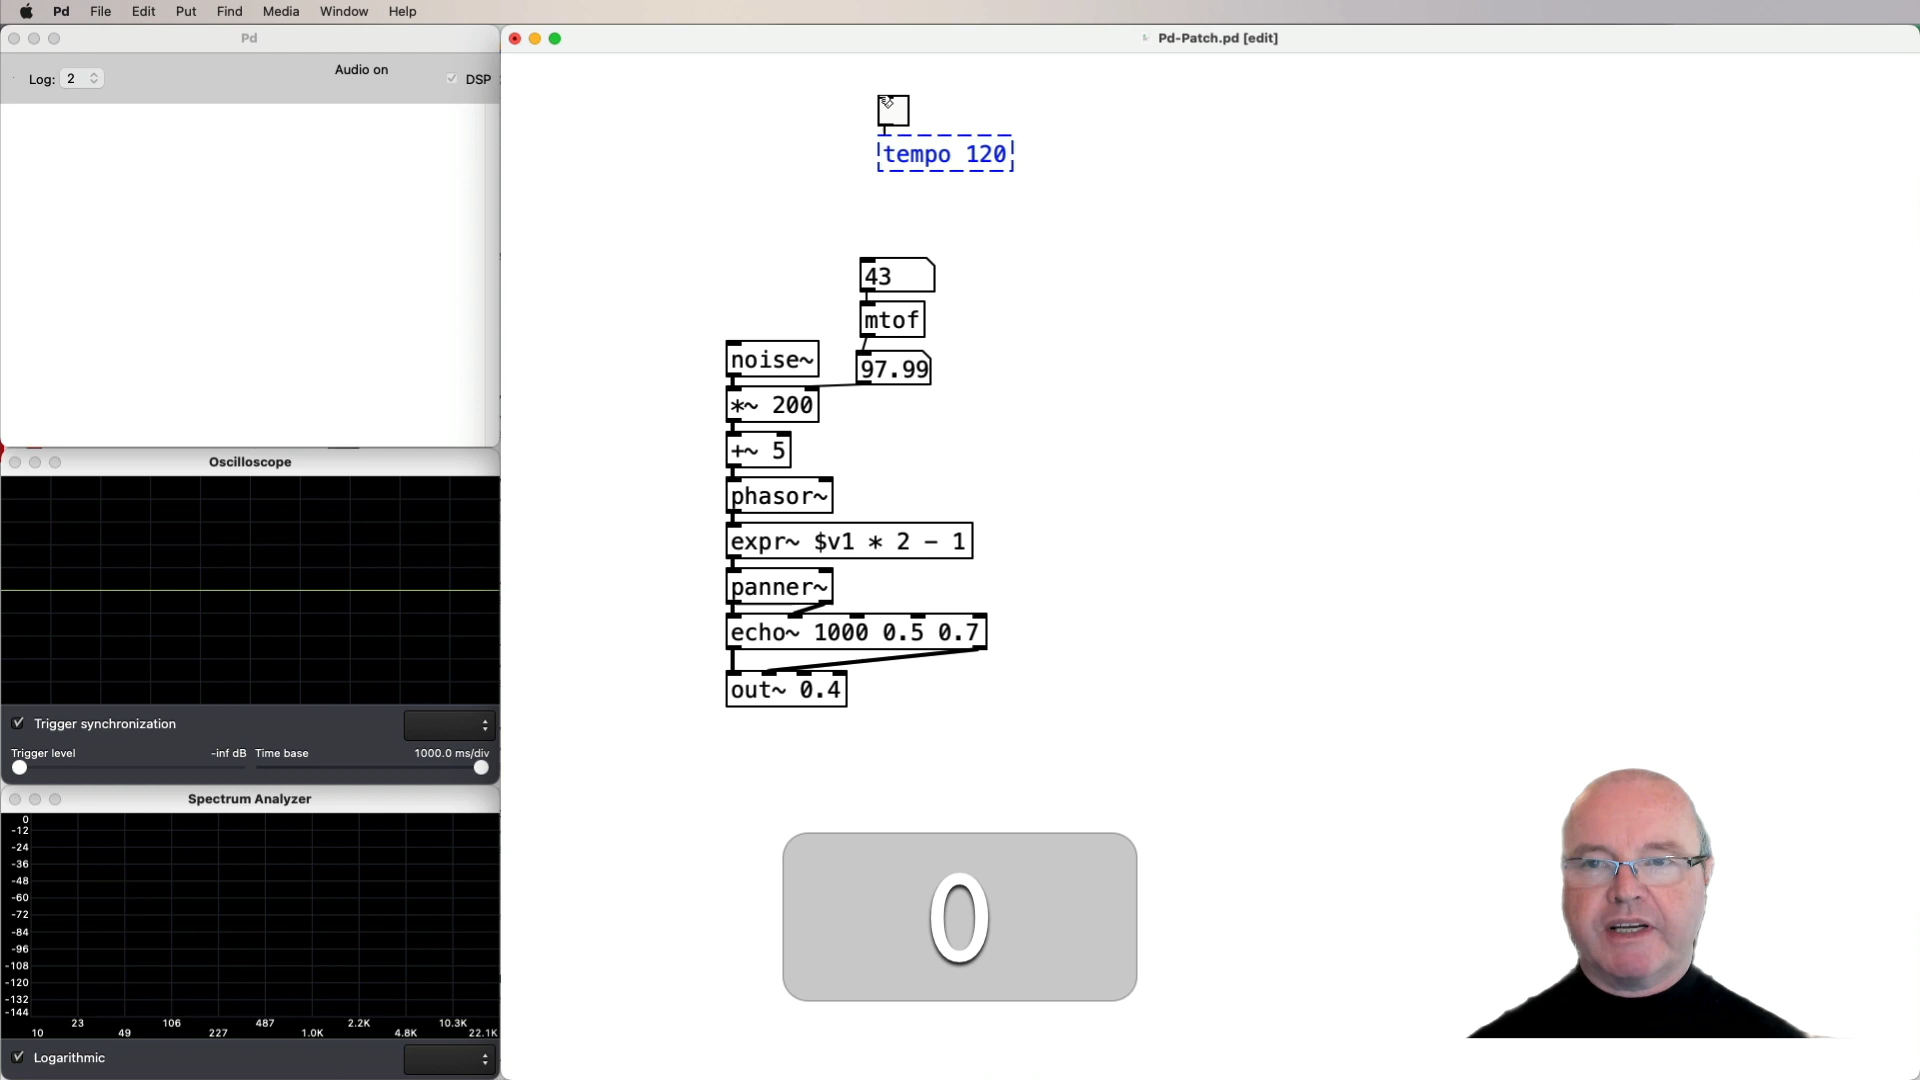 Pd File Edit Put Find Media Window Help
Pd
Audio on
Log: 2
DSP
Pd-Patch.pd [edit]
tempo 120
43
mtof
97.99
noise~
*~ 200
+~ 5
phasor~
expr~ $v1 * 2 - 1
panner~
echo~ 1000 0.5 0.7
out~ 0.4
Oscilloscope
Trigger synchronization
Trigger level -inf dB Time base 1000.0 ms/div
Spectrum Analyzer
0
-12
-24
-36
-48
-60
-72
-84
-96
-108
-120
-132
-144
10 23 49 106 227 487 1.0K 2.2K 4.8K 10.3K 22.1K
Logarithmic
0